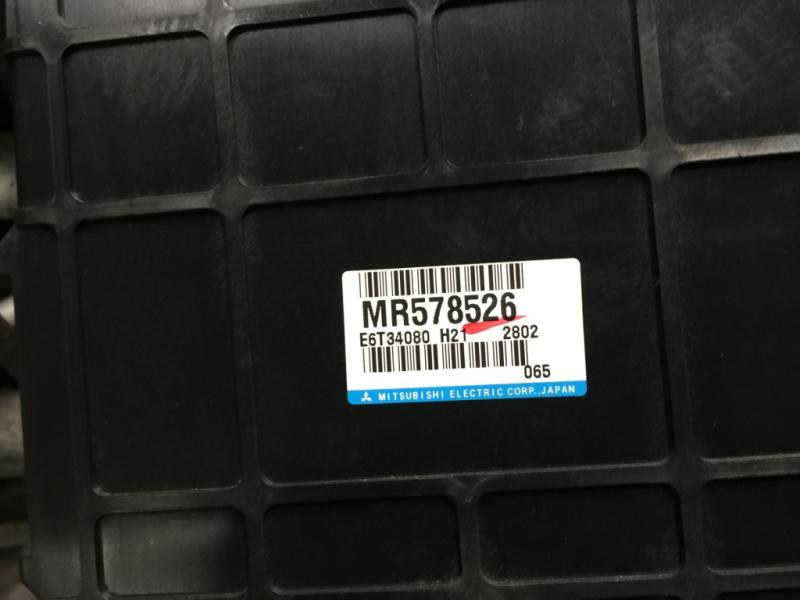 MR578526
E6T34080 H21 2802
065
MITSUBISHI ELECTRIC CORP.,JAPAN